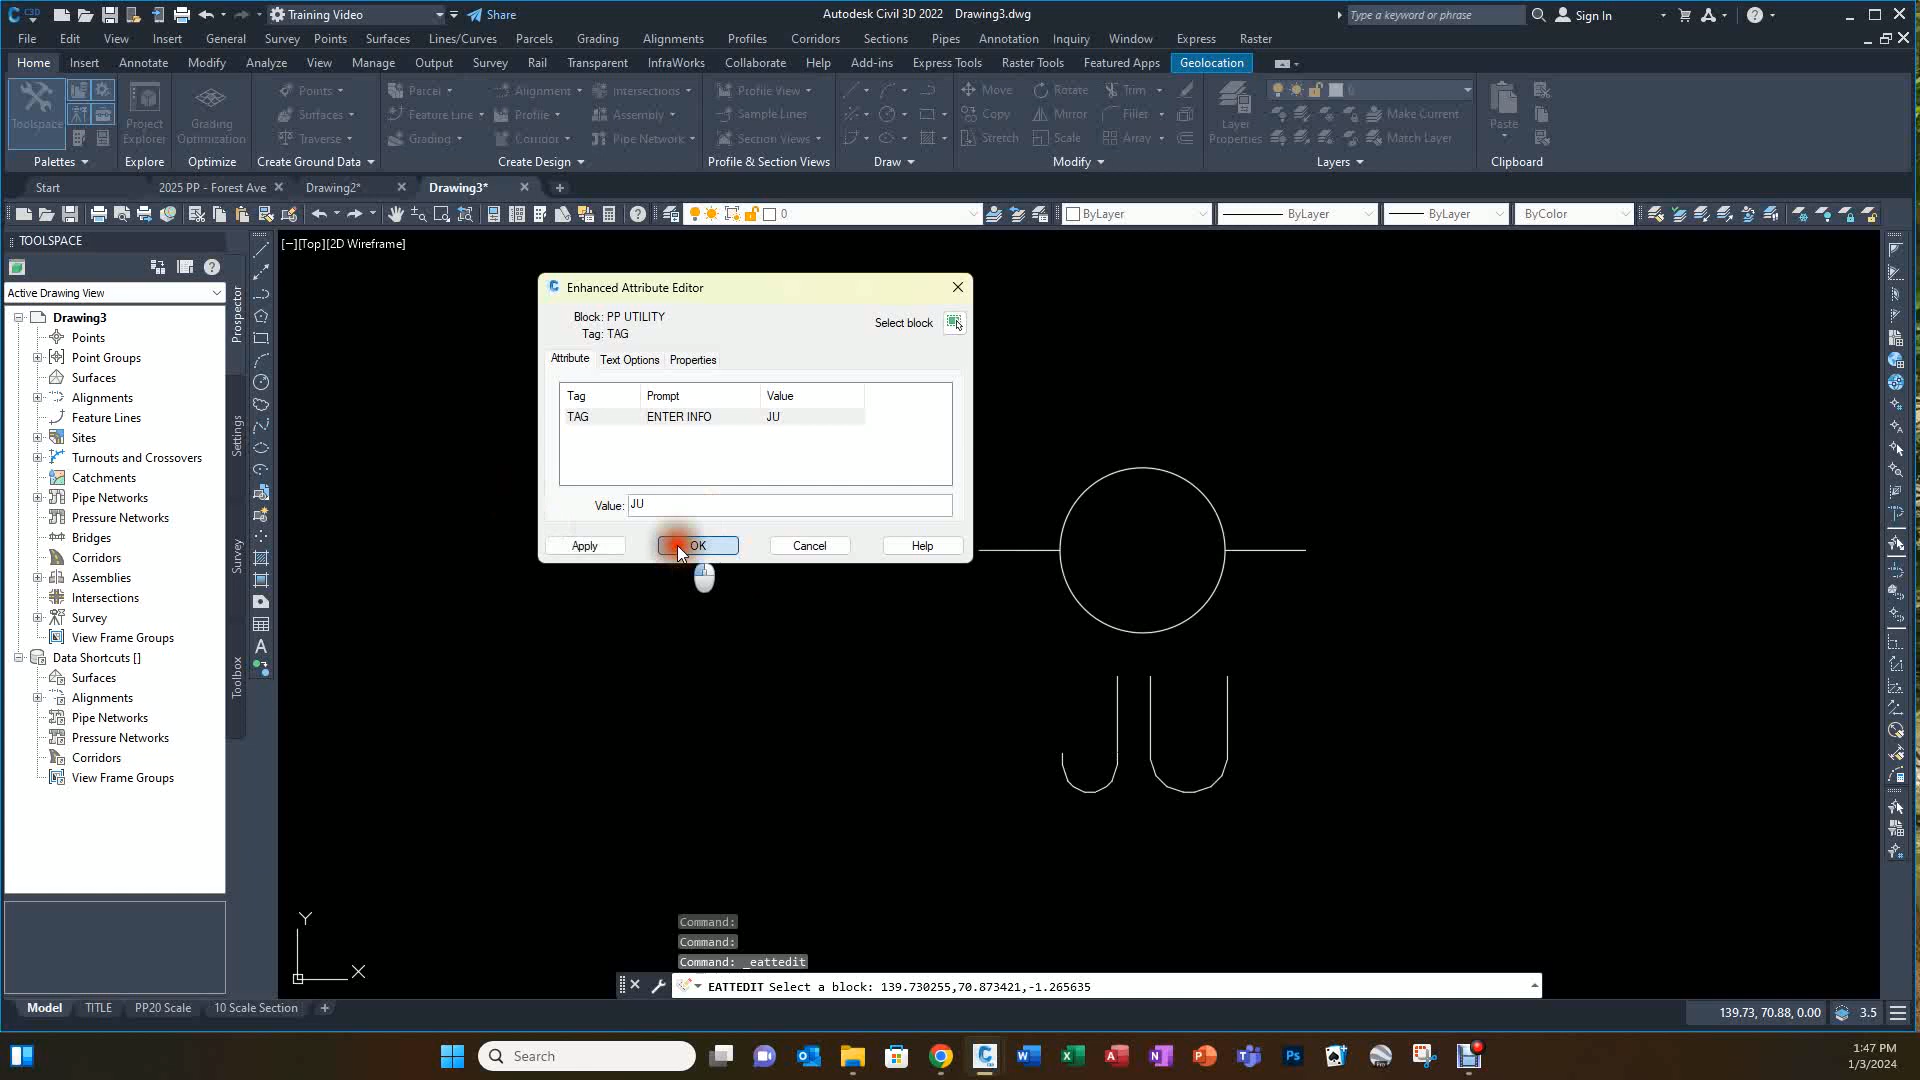 C3D
Training Video
Share
Autodesk Civil 3D 2022 Drawing3.dwg
Type a keyword or phrase
Sign In
File Edit View Insert General Survey Points Surfaces Lines/Curves Parcels Grading Alignments Profiles Corridors Sections Pipes Annotation Inquiry Window Express Raster
Home Insert Annotate Modify Analyze View Manage Output Survey Rail Transparent InfraWorks Collaborate Help Add-ins Express Tools Raster Tools Featured Apps Geolocation
Points Parcel Alignment Intersections Profile View Move Rotate Trim 0
Toolspace Project Explorer Grading Optimization Surfaces Feature Line Profile Assembly Sample Lines Copy Mirror Fillet Layer Properties Make Current Paste
Traverse Grading Corridor Pipe Network Section Views Stretch Scale Array Match Layer
Palettes Explore Optimize Create Ground Data Create Design Profile & Section Views Draw Modify Layers Clipboard
Start 2025 PP - Forest Ave Drawing2* Drawing3*
0 ByLayer ByLayer ByLayer ByColor
TOOLSPACE
Active Drawing View
Drawing3
Points
Point Groups
Surfaces
Alignments
Feature Lines
Sites
Turnouts and Crossovers
Catchments
Pipe Networks
Pressure Networks
Bridges
Corridors
Assemblies
Intersections
Survey
View Frame Groups
Data Shortcuts []
Surfaces
Alignments
Pipe Networks
Pressure Networks
Corridors
View Frame Groups
Prospector
Settings
Survey
Toolbox
[−][Top][2D Wireframe]
Enhanced Attribute Editor
Block: PP UTILITY
Tag: TAG
Select block
Attribute Text Options Properties
Tag Prompt Value
TAG ENTER INFO JU
Value: JU
Apply OK Cancel Help
JU
Y
X
Command:
Command:
Command: _eattedit
EATTEDIT Select a block: 139.730255,70.873421,-1.265635
Model TITLE PP20 Scale 10 Scale Section
139.73, 70.88, 0.00 3.5
Search
1:47 PM
1/3/2024